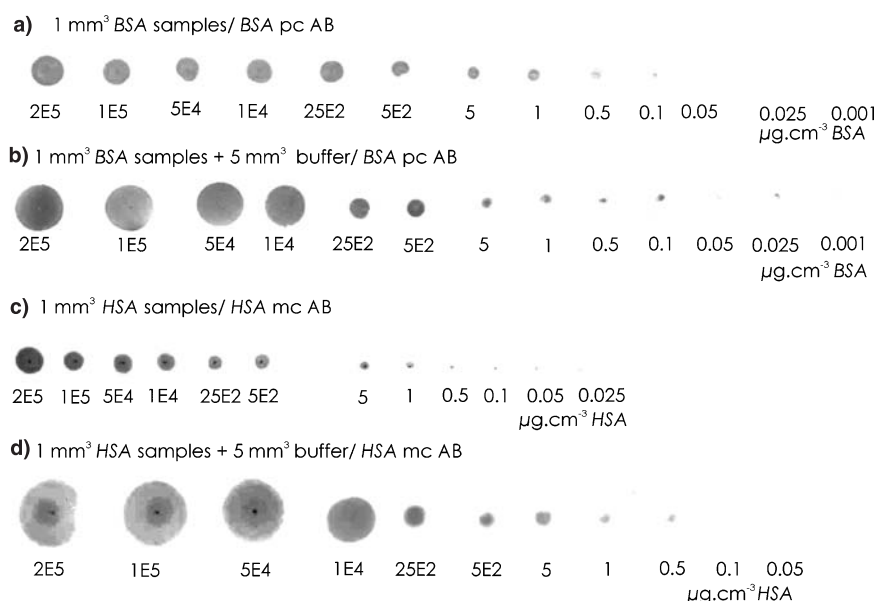 a) 1 mm³ BSA samples/ BSA pc AB
2E5 1E5 5E4 1E4 25E2 5E2 5 1 0.5 0.1 0.05 0.025 0.001
µg.cm⁻³ BSA
b) 1 mm³ BSA samples + 5 mm³ buffer/ BSA pc AB
2E5 1E5 5E4 1E4 25E2 5E2 5 1 0.5 0.1 0.05 0.025 0.001
µg.cm⁻³ BSA
c) 1 mm³ HSA samples/ HSA mc AB
2E5 1E5 5E4 1E4 25E2 5E2 5 1 0.5 0.1 0.05 0.025
µg.cm⁻³ HSA
d) 1 mm³ HSA samples + 5 mm³ buffer/ HSA mc AB
2E5 1E5 5E4 1E4 25E2 5E2 5 1 0.5 0.1 0.05
µg.cm⁻³ HSA